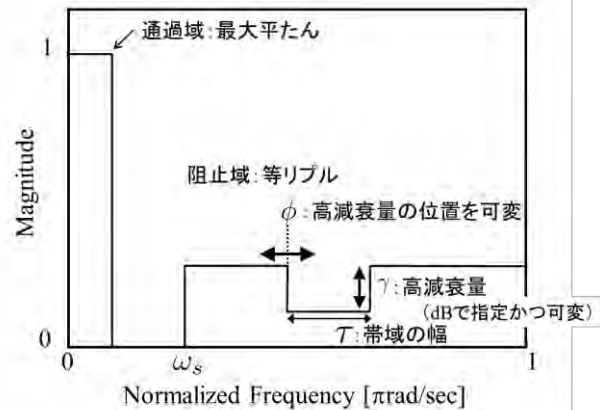 1
通過域:最大平たん
Magnitude
阻止域:等リプル
ϕ:高減衰量の位置を可変
γ:高減衰量
(dBで指定かつ可変)
τ:帯域の幅
0
0
ωs
1
Normalized Frequency [πrad/sec]